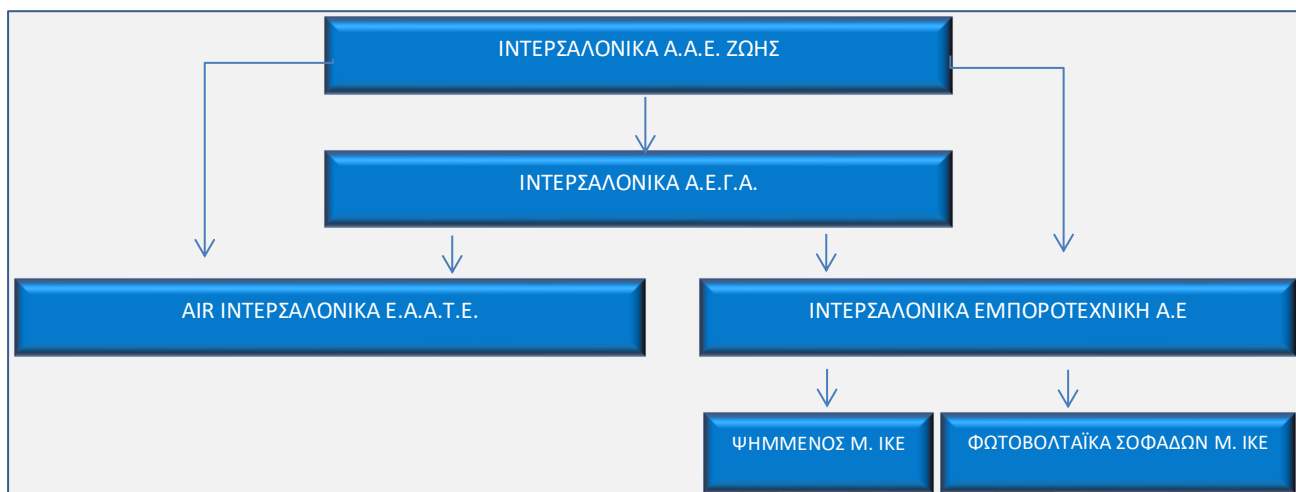 ΙΝΤΕΡΣΑΛΟΝΙΚΑ Α.Α.Ε. ΖΩΗΣ
ΙΝΤΕΡΣΑΛΟΝΙΚΑ Α.Ε.Γ.Α.
AIR ΙΝΤΕΡΣΑΛΟΝΙΚΑ Ε.Α.Α.Τ.Ε.
ΙΝΤΕΡΣΑΛΟΝΙΚΑ ΕΜΠΟΡΟΤΕΧΝΙΚΗ Α.Ε
ΨΗΜΜΕΝΟΣ Μ. ΙΚΕ
ΦΩΤΟΒΟΛΤΑΪΚΑ ΣΟΦΑΔΩΝ Μ. ΙΚΕ